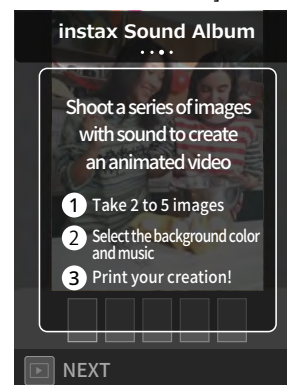 instax Sound Album
Shoot a series of images
with sound to create
an animated video
1 Take 2 to 5 images
2 Select the background color
and music
3 Print your creation!
NEXT